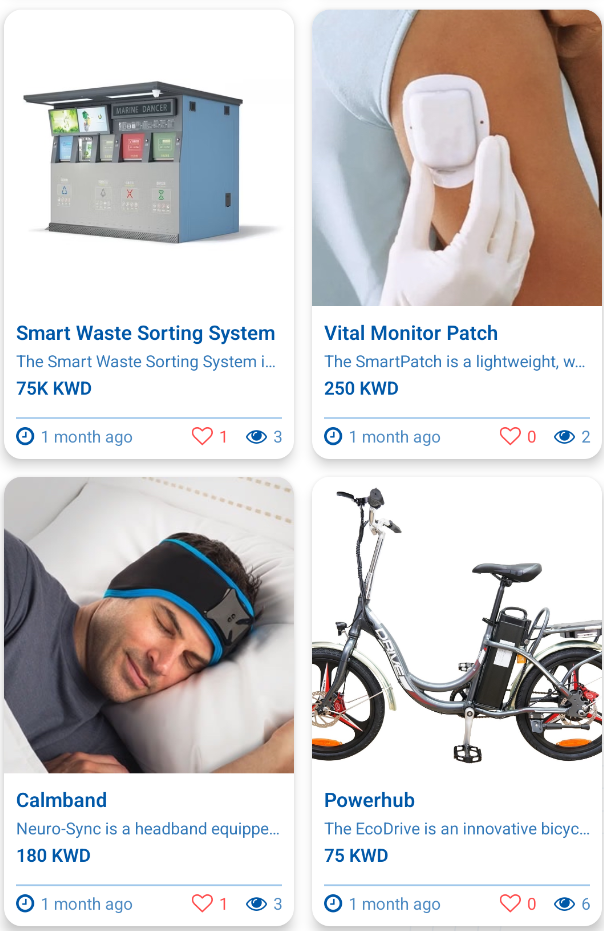 MARINE DANCER
Smart Waste Sorting System
The Smart Waste Sorting System i...
75K KWD
1 month ago
1
3
Vital Monitor Patch
The SmartPatch is a lightweight, w...
250 KWD
1 month ago
0
2
Calmband
Neuro-Sync is a headband equippe...
180 KWD
1 month ago
1
3
DRIVE
Powerhub
The EcoDrive is an innovative bicyc...
75 KWD
1 month ago
0
6